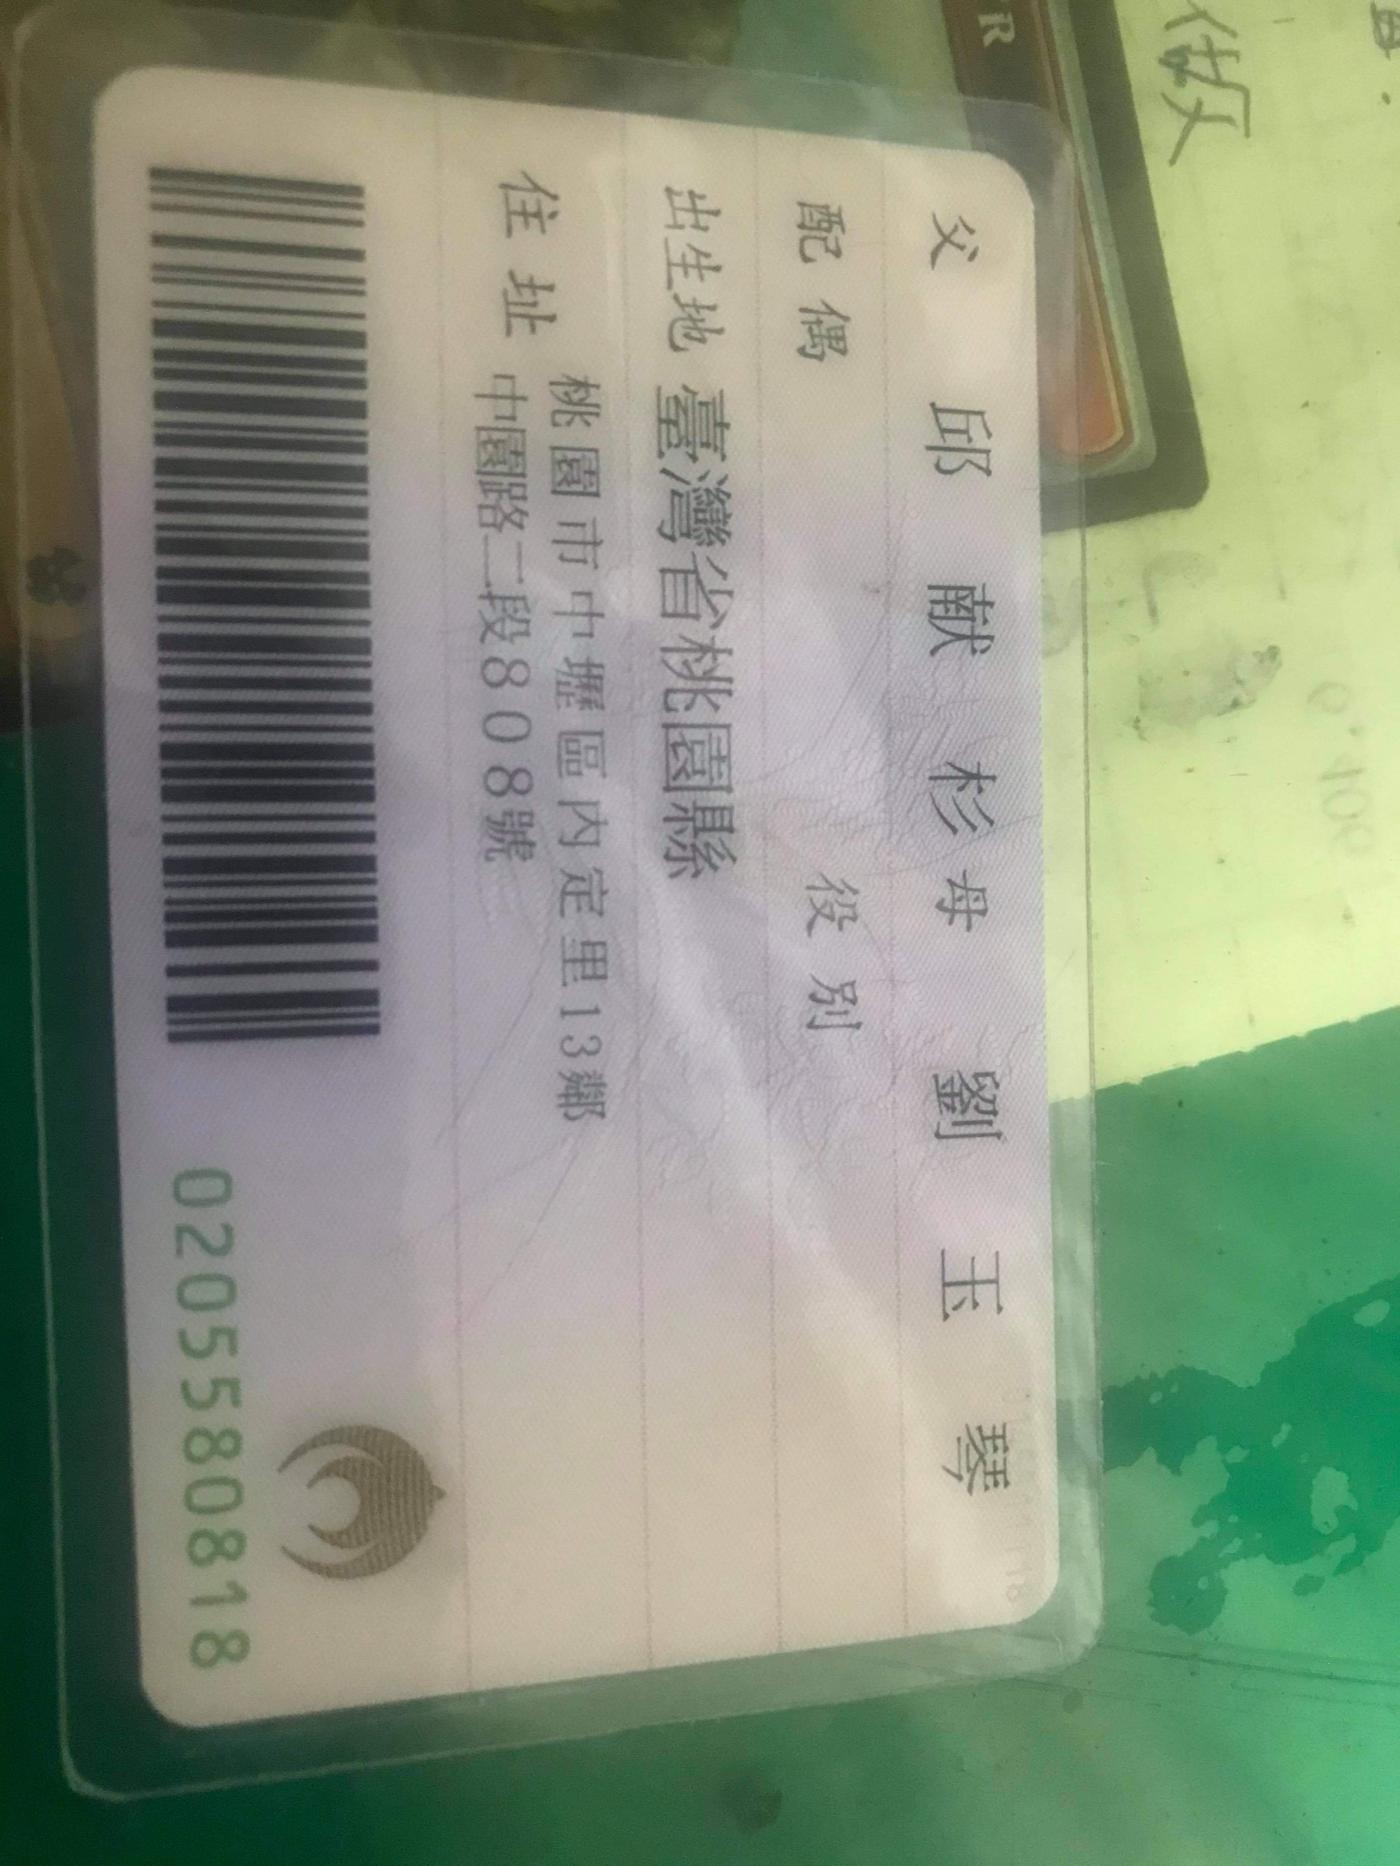 父 邱献杉 母 劉玉琴
配偶 役別
出生地 臺灣省桃園縣
住址 桃園市中壢區內定里13鄰
中園路二段808號
0205580818
R
做